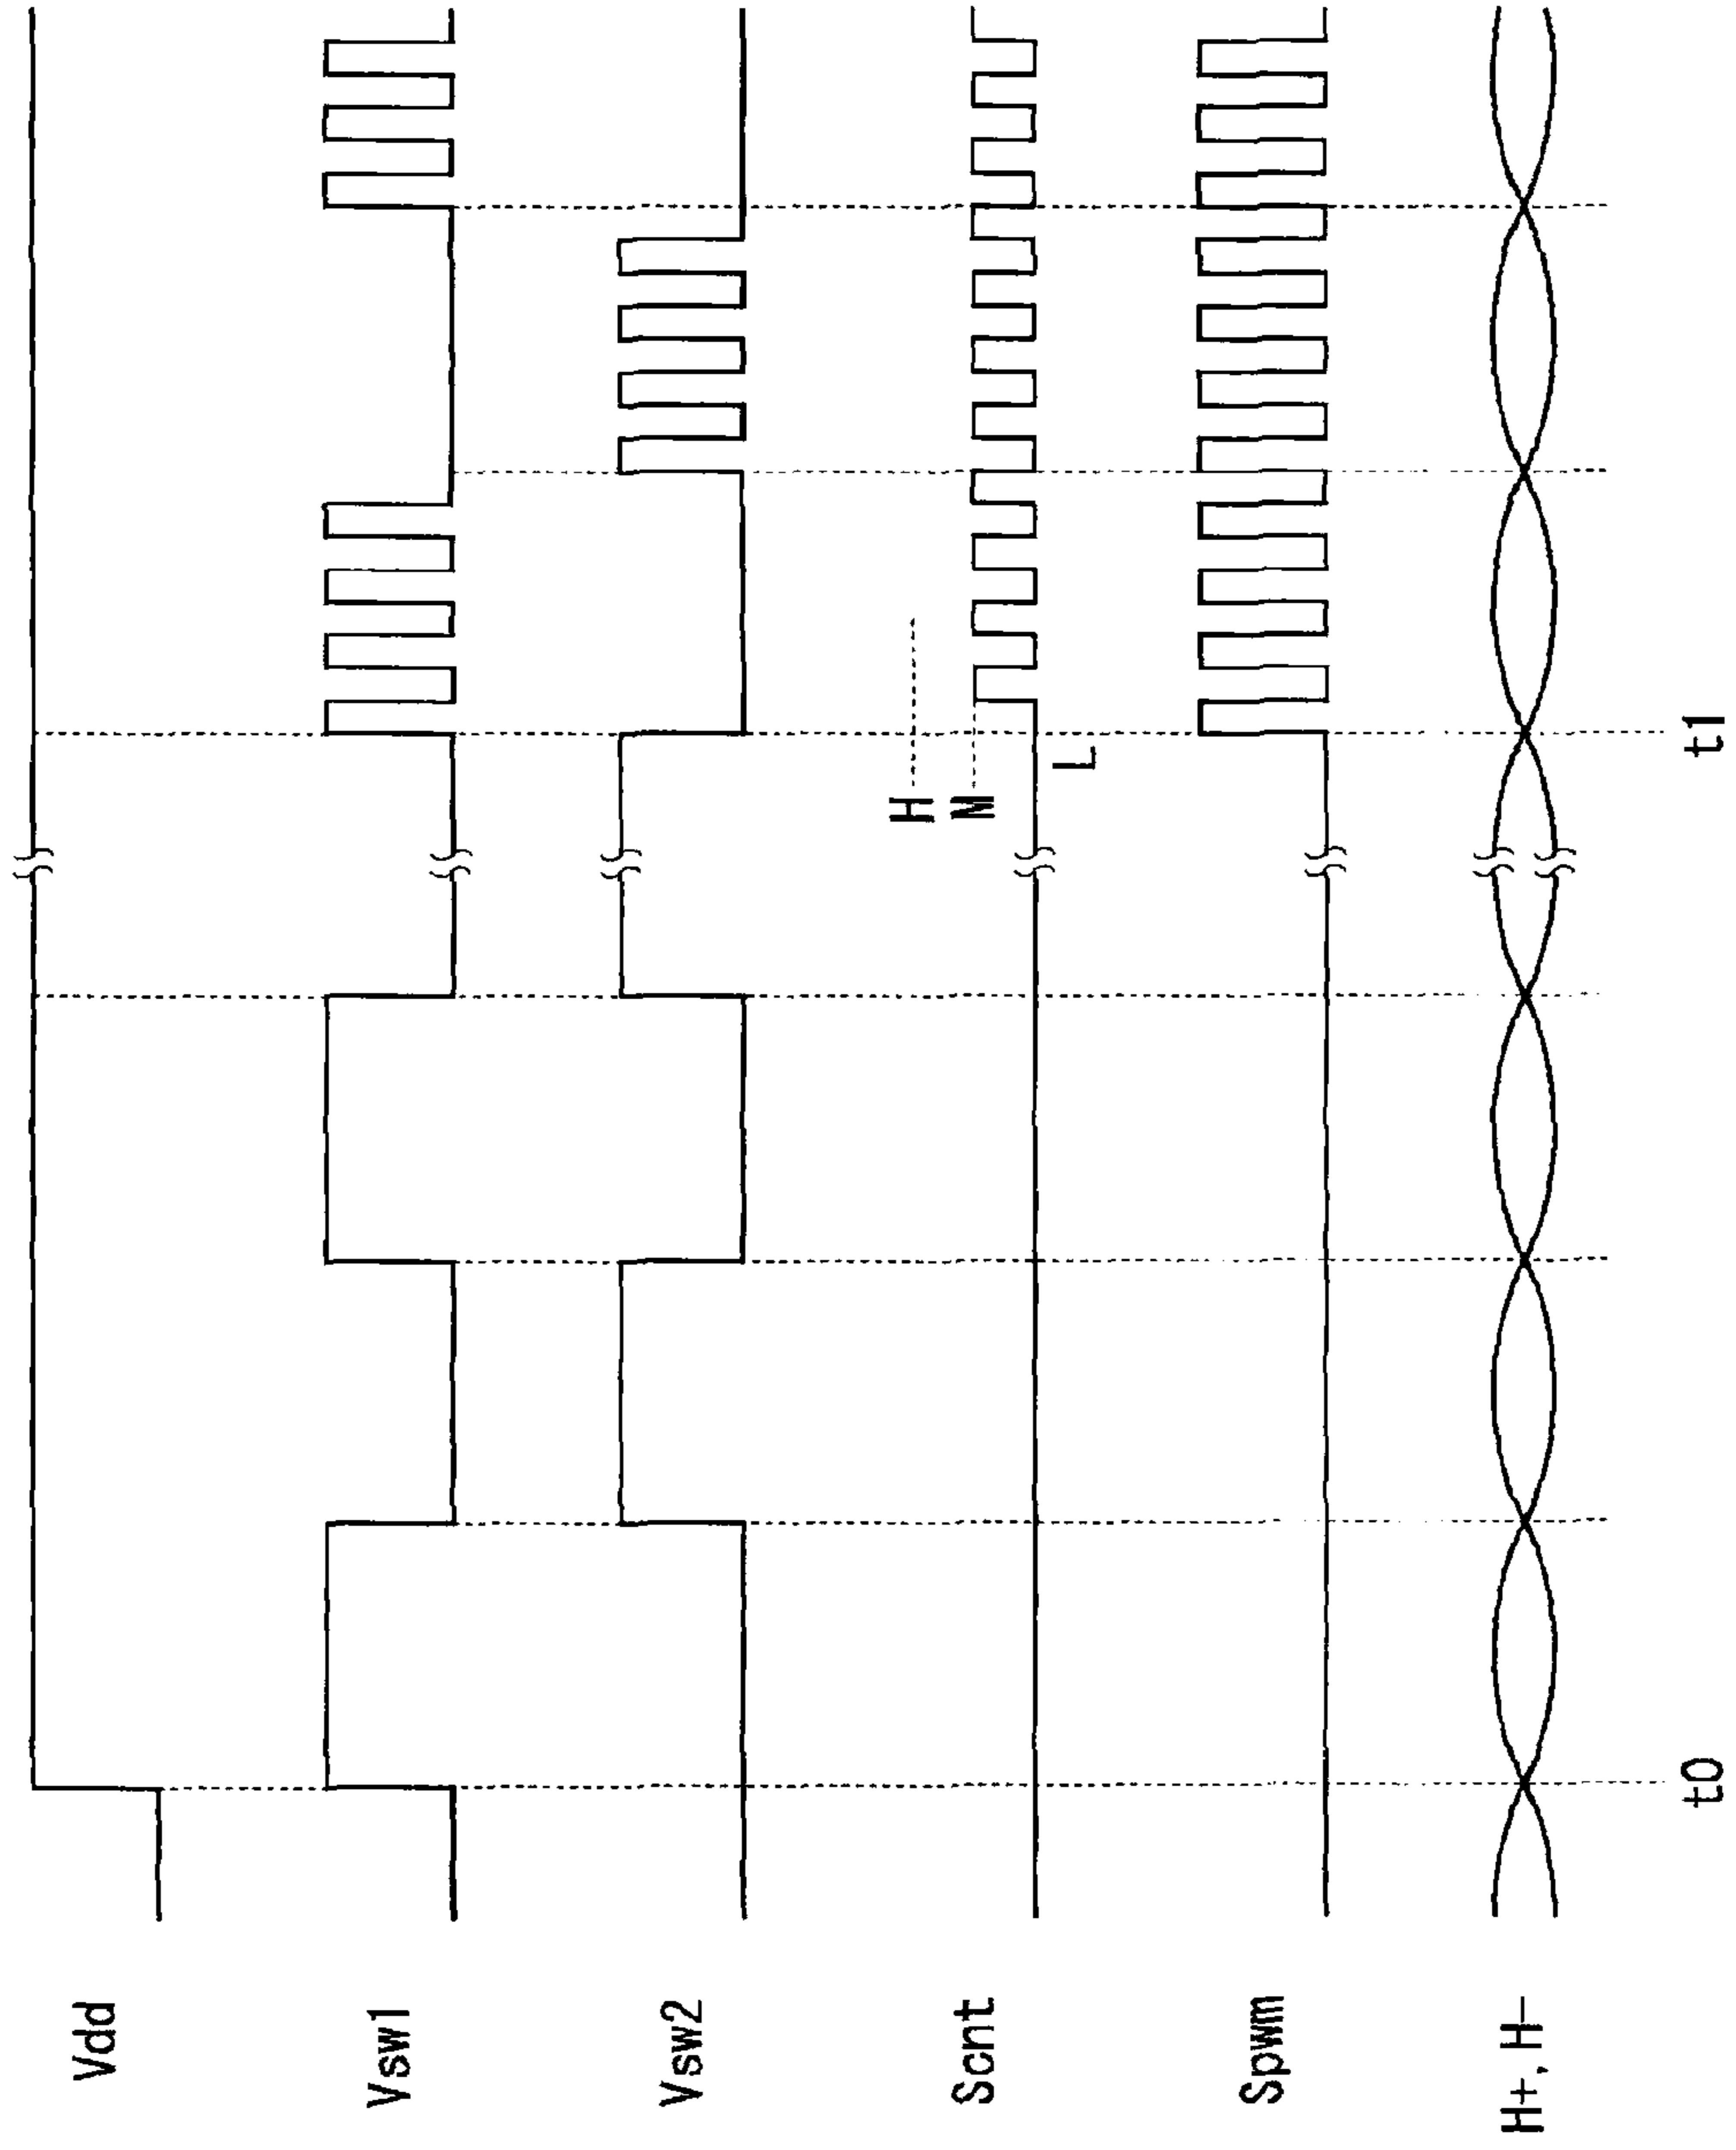 Vdd
Vsw1
Vsw2
H
M
L
Scnt
Spwm
H+, H-
t0
t1